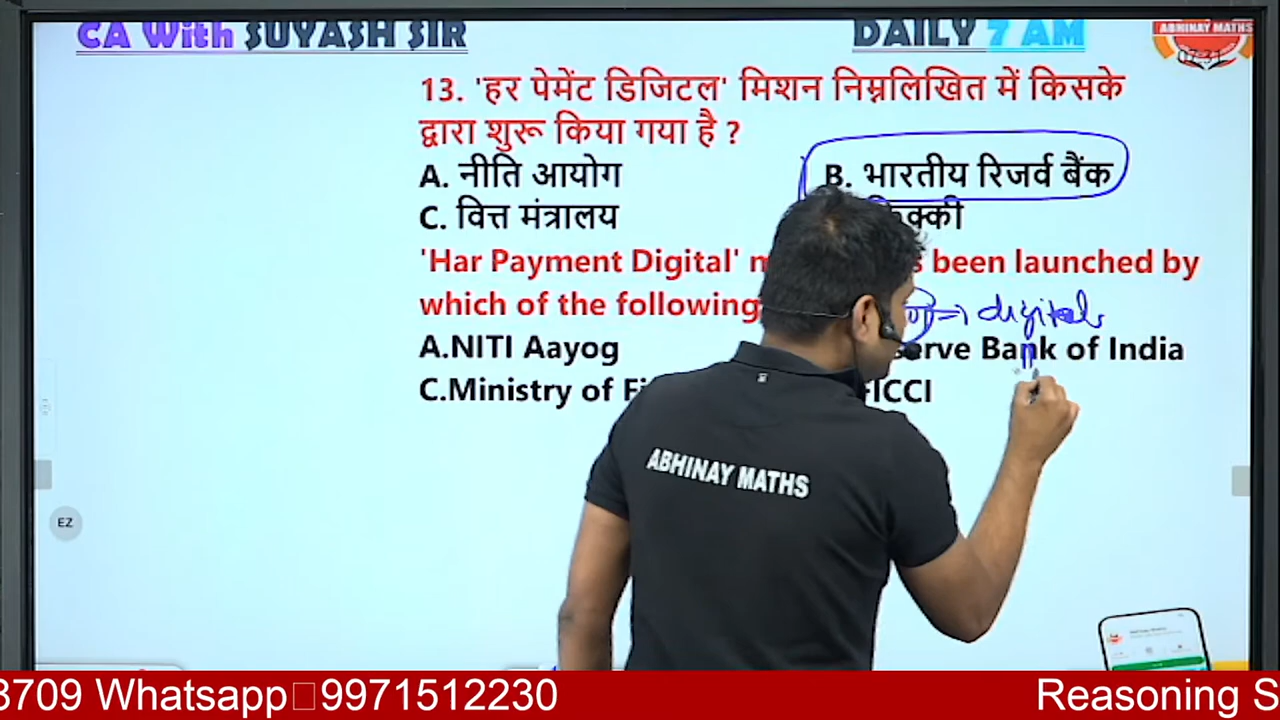 CA With SUYASH SIR
DAILY 7 AM
ABHINAY MATHS
13. 'हर पेमेंट डिजिटल' मिशन निम्नलिखित में किसके
द्वारा शुरू किया गया है ?
A. नीति आयोग
B. भारतीय रिजर्व बैंक
C. वित्त मंत्रालय
'Har Payment Digital' been launched by
which of the following
digital
A.NITI Aayog
Bank of India
C.Ministry of
FICCI
ABHINAY MATHS
EZ
3709 Whatsapp 9971512230
Reasoning S